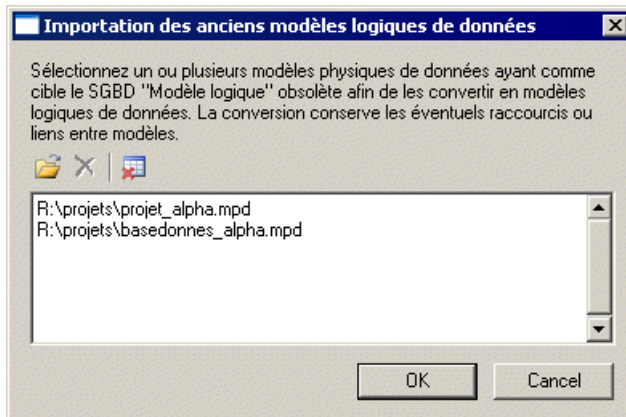 Importation des anciens modèles logiques de données
Sélectionnez un ou plusieurs modèles physiques de données ayant comme
cible le SGBD "Modèle logique" obsolète afin de les convertir en modèles
logiques de données. La conversion conserve les éventuels raccourcis ou
liens entre modèles.
R:\projets\projet_alpha.mpd
R:\projets\basedonnes_alpha.mpd
OK
Cancel